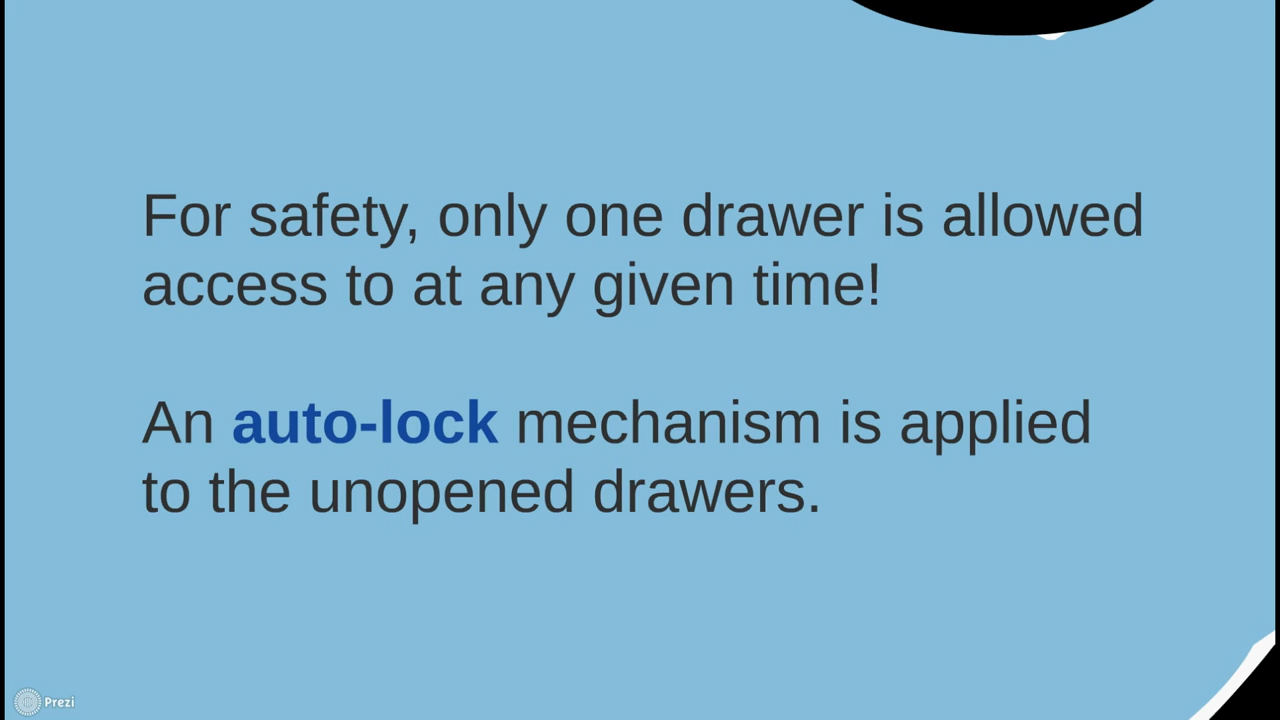 For safety, only one drawer is allowed
access to at any given time!
An auto-lock mechanism is applied
to the unopened drawers.
Prezi